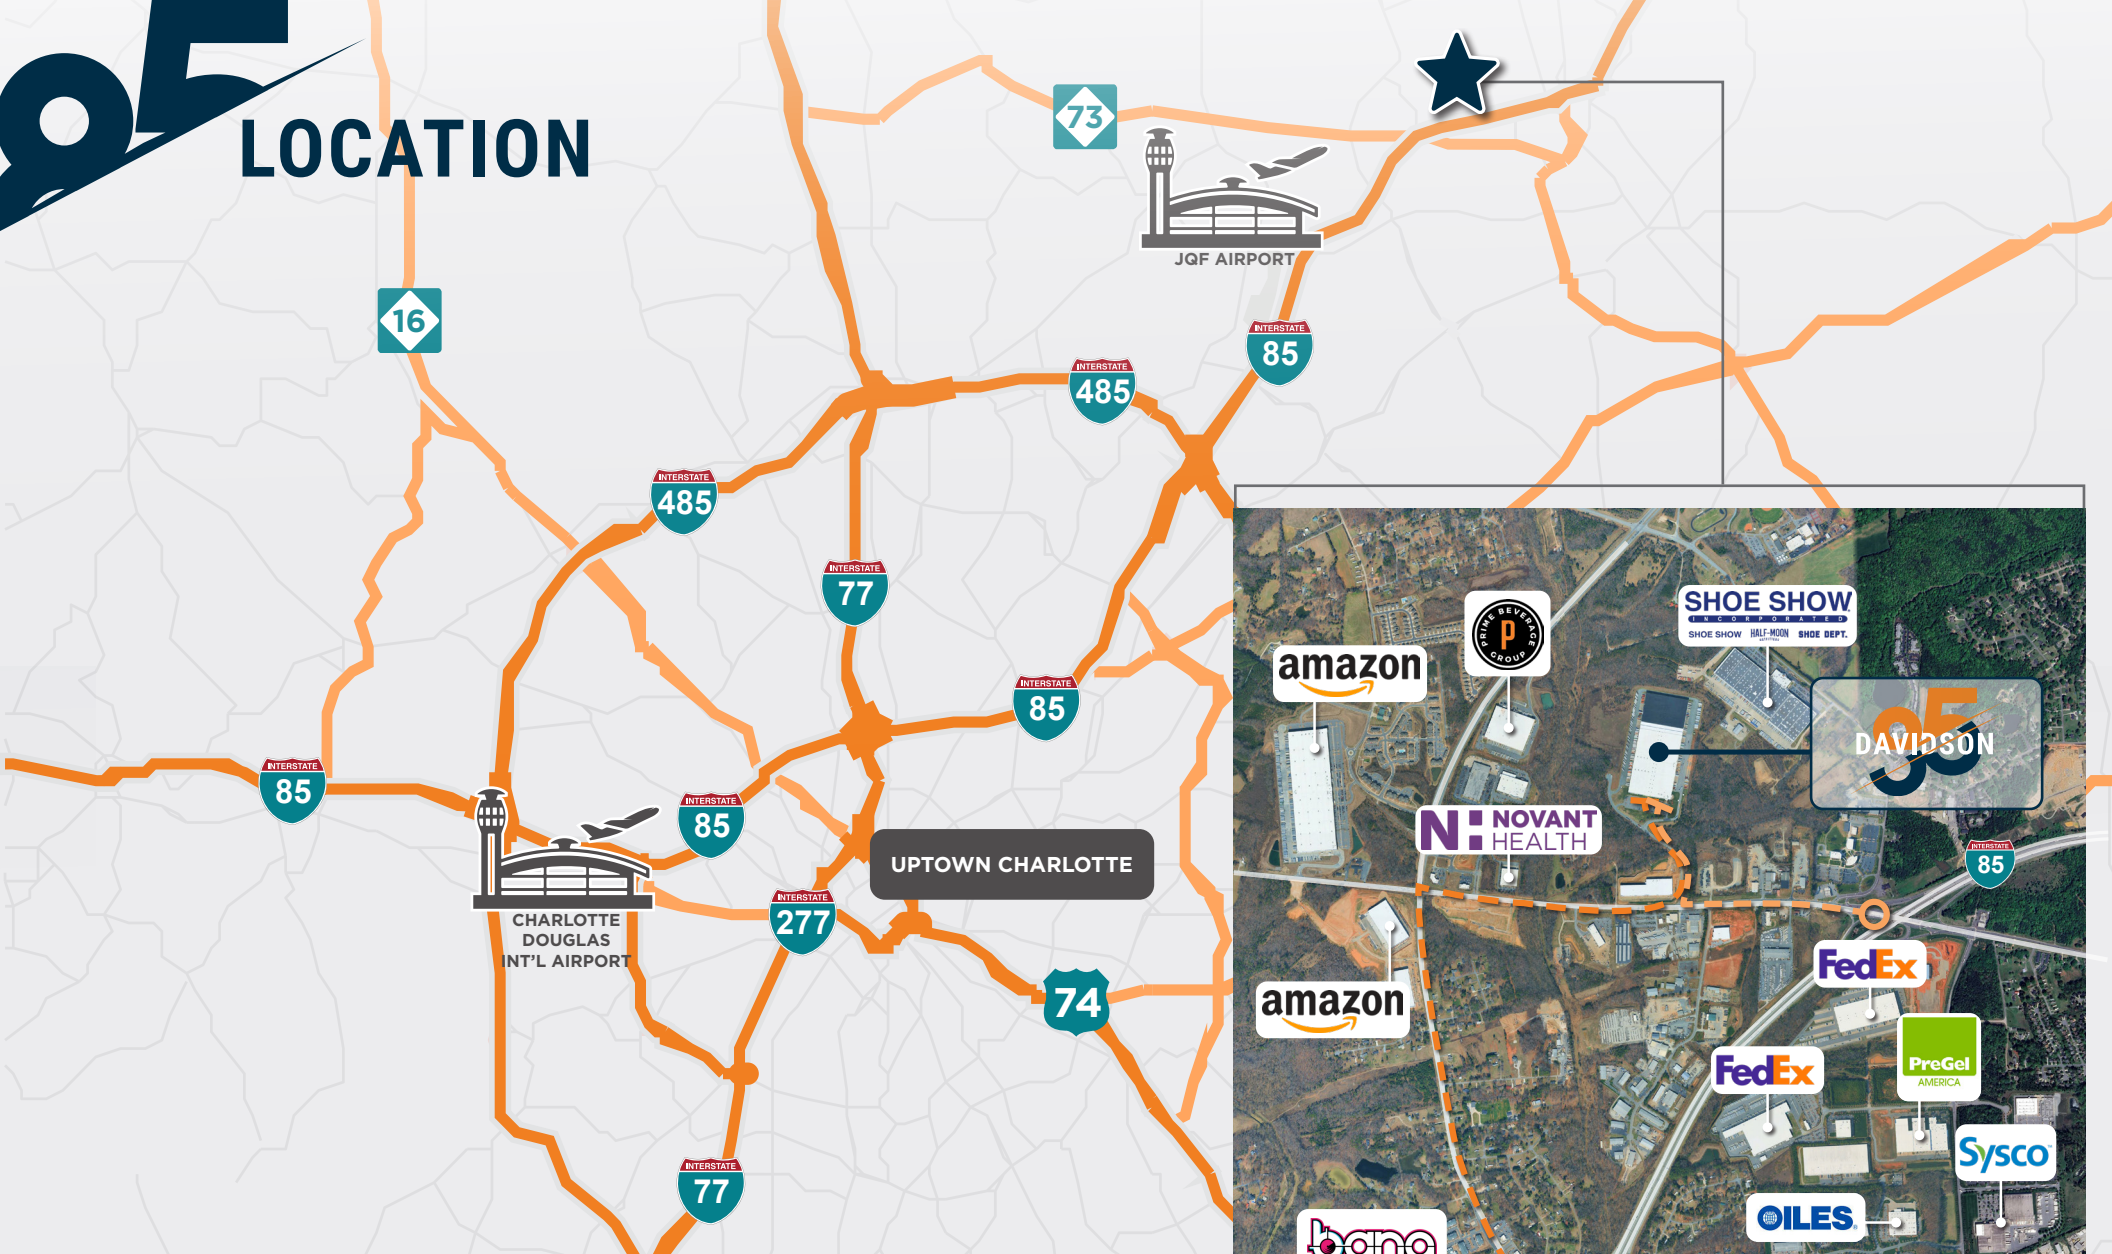 85
LOCATION
73
JQF AIRPORT
16
INTERSTATE
85
INTERSTATE
485
INTERSTATE
485
INTERSTATE
77
INTERSTATE
85
INTERSTATE
85
INTERSTATE
85
UPTOWN CHARLOTTE
INTERSTATE
277
CHARLOTTE
DOUGLAS
INT'L AIRPORT
74
INTERSTATE
77
PRIME BEVERAGE
P
GROUP
SHOE SHOW
INCORPORATED
SHOE SHOW HALF-MOON SHOE DEPT.
amazon
85
DAVIDSON
NOVANT
HEALTH
INTERSTATE
85
FedEx
amazon
PreGel
AMERICA
FedEx
Sysco
OILES